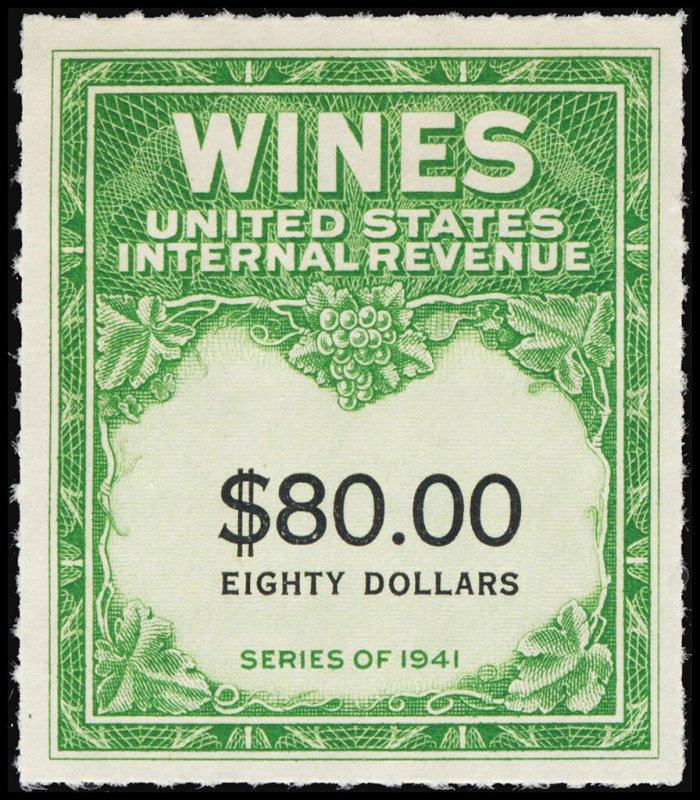 WINES
UNITED STATES
INTERNAL REVENUE
$80.00
EIGHTY DOLLARS
SERIES OF 1941